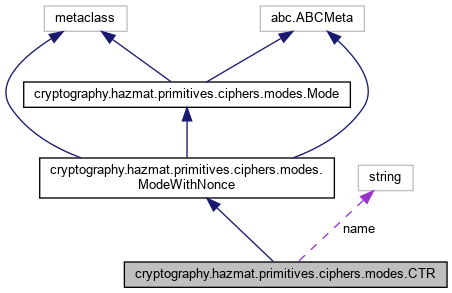 metaclass
abc.ABCMeta
cryptography.hazmat.primitives.ciphers.modes.Mode
cryptography.hazmat.primitives.ciphers.modes.
ModeWithNonce
string
name
cryptography.hazmat.primitives.ciphers.modes.CTR